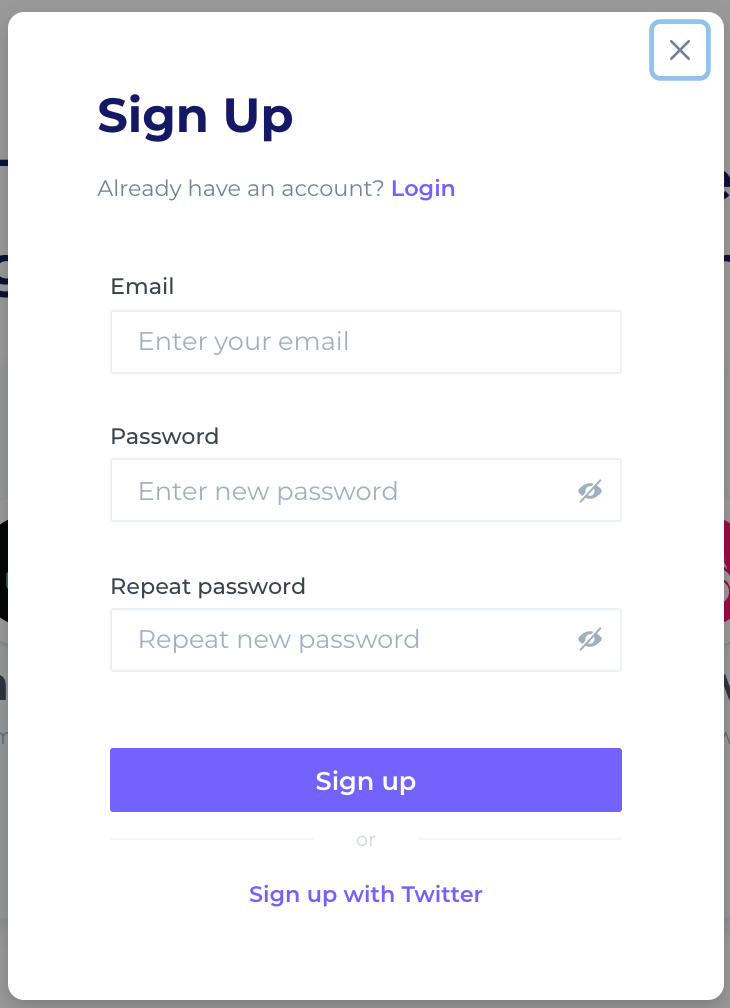 Sign Up
Already have an account? Login
Email
Enter your email
Password
Enter new password
Repeat password
Repeat new password
Sign up
or
Sign up with Twitter